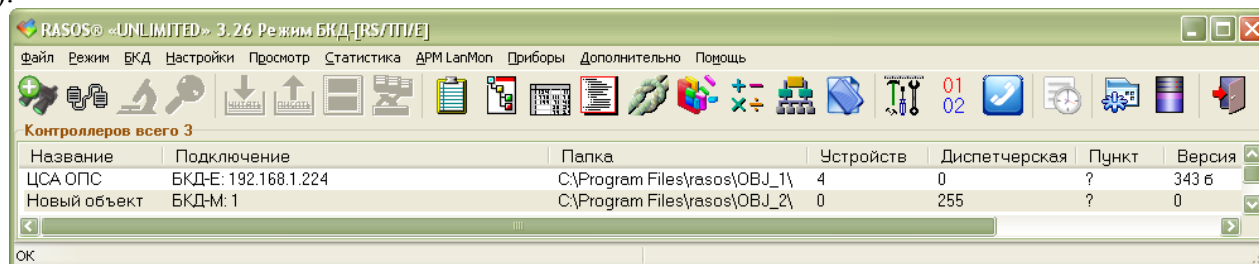 ).
RASOS® «UNLIMITED» 3.26 Режим БКД-[RS/ТП/E]
Файл Режим БКД Настройки Просмотр Статистика АРМ LanMon Приборы Дополнительно Помощь
читать писать 01
02
Контроллеров всего 3
Название Подключение Папка Устройств Диспетчерская Пункт Версия
ЦСА ОПС БКД-E: 192.168.1.224 C:\Program Files\rasos\OBJ_1\ 4 0 ? 343 б
Новый объект БКД-М: 1 C:\Program Files\rasos\OBJ_2\ 0 255 ? 0
OK